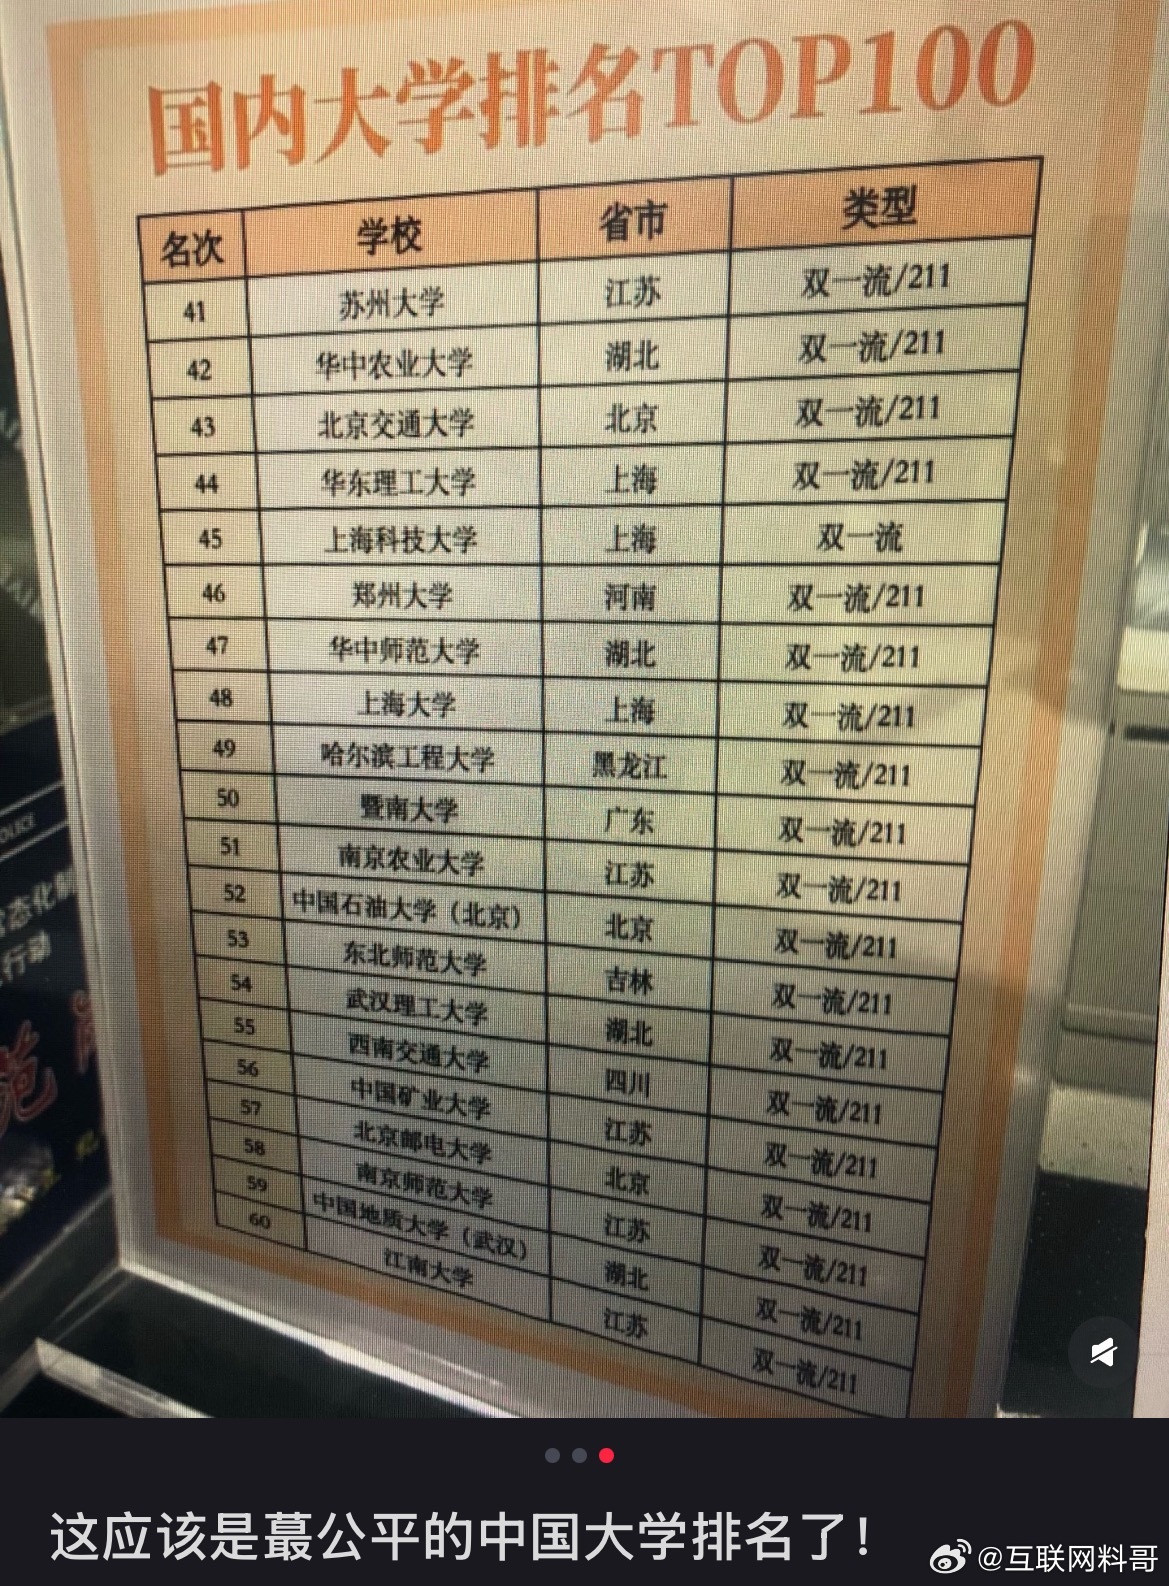 国内大学排名TOP100
名次 学校 省市 类型
41 苏州大学 江苏 双一流/211
42 华中农业大学 湖北 双一流/211
43 北京交通大学 北京 双一流/211
44 华东理工大学 上海 双一流/211
45 上海科技大学 上海 双一流
46 郑州大学 河南 双一流/211
47 华中师范大学 湖北 双一流/211
48 上海大学 上海 双一流/211
49 哈尔滨工程大学 黑龙江 双一流/211
50 暨南大学 广东 双一流/211
51 南京农业大学 江苏 双一流/211
52 中国石油大学（北京） 北京 双一流/211
53 东北师范大学 吉林 双一流/211
54 武汉理工大学 湖北 双一流/211
55 西南交通大学 四川 双一流/211
56 中国矿业大学 江苏 双一流/211
57 北京邮电大学 北京 双一流/211
58 南京师范大学 江苏 双一流/211
59 中国地质大学（武汉） 湖北 双一流/211
60 江南大学 江苏 双一流/211
态化
行动
这应该是蕞公平的中国大学排名了！
@互联网料哥